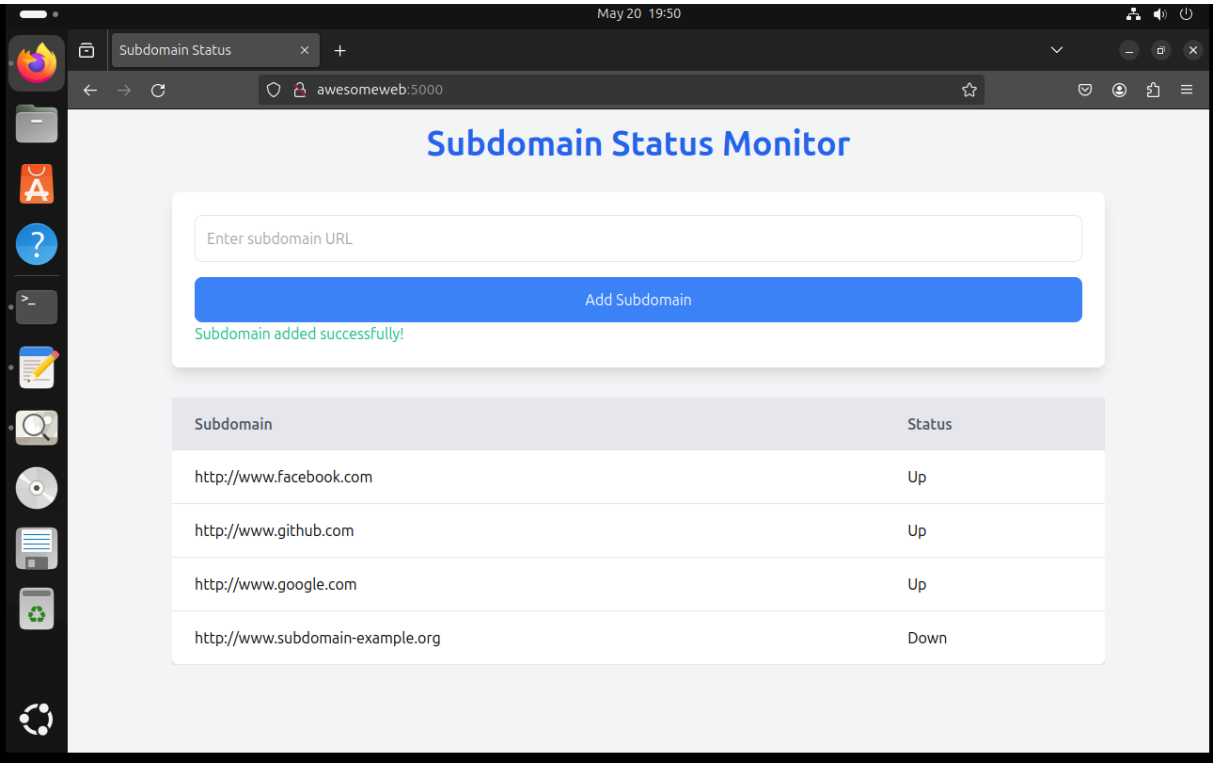 May 20 19:50
Subdomain Status
awesomeweb:5000
Subdomain Status Monitor
Enter subdomain URL
Add Subdomain
Subdomain added successfully!
Subdomain Status
http://www.facebook.com Up
http://www.github.com Up
http://www.google.com Up
http://www.subdomain-example.org Down